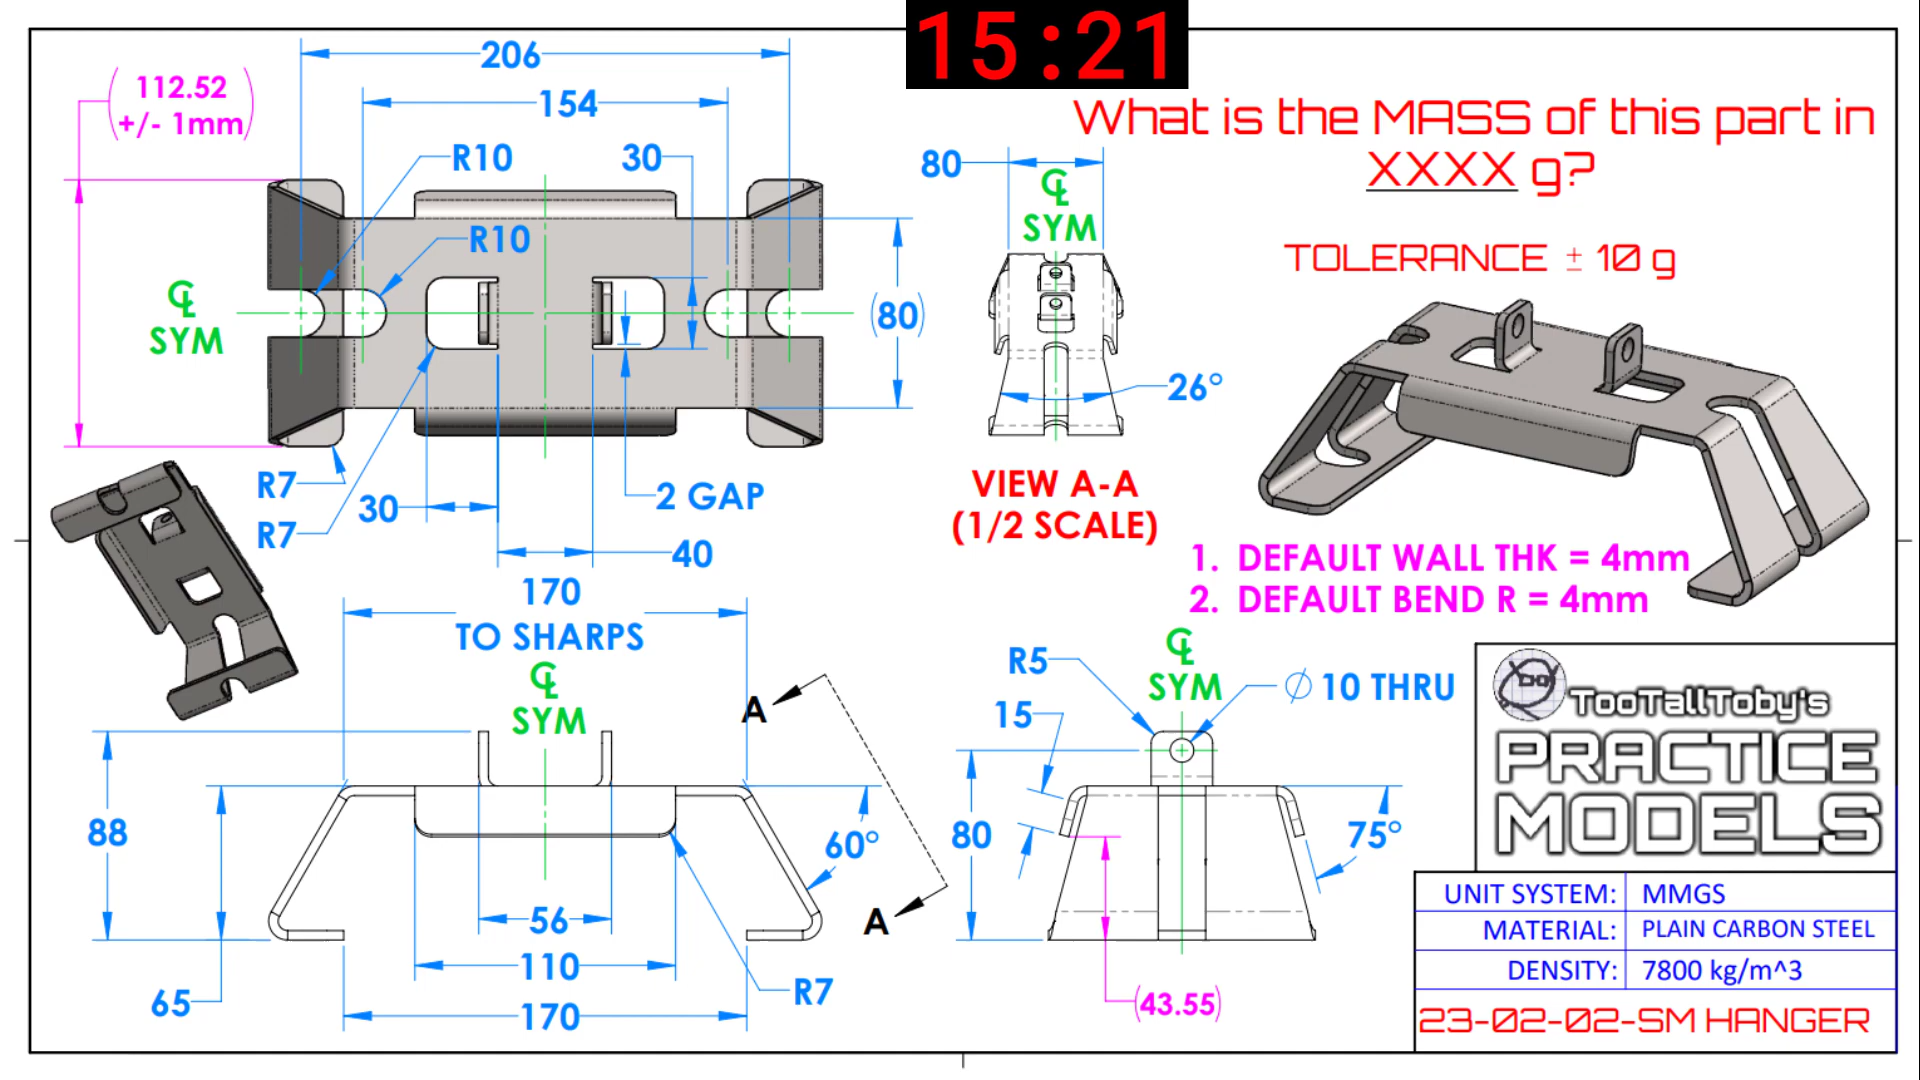 15:21
206
(112.52
+/- 1mm)
154
R10
30
What is the MASS of this part in
XXXX g?
80
℄
SYM
R10
TOLERANCE ± 10 g
℄
SYM
(80)
26°
R7
30
2 GAP
VIEW A-A
(1/2 SCALE)
R7
40
1. DEFAULT WALL THK = 4mm
2. DEFAULT BEND R = 4mm
170
TO SHARPS
℄
SYM
A
R5
℄
SYM
∅ 10 THRU
15
TooTallToby's
PRACTICE
MODELS
88
60°
80
75°
56
A
UNIT SYSTEM: MMGS
MATERIAL: PLAIN CARBON STEEL
110
DENSITY: 7800 kg/m^3
65
R7
(43.55)
170
23-02-02-SM HANGER